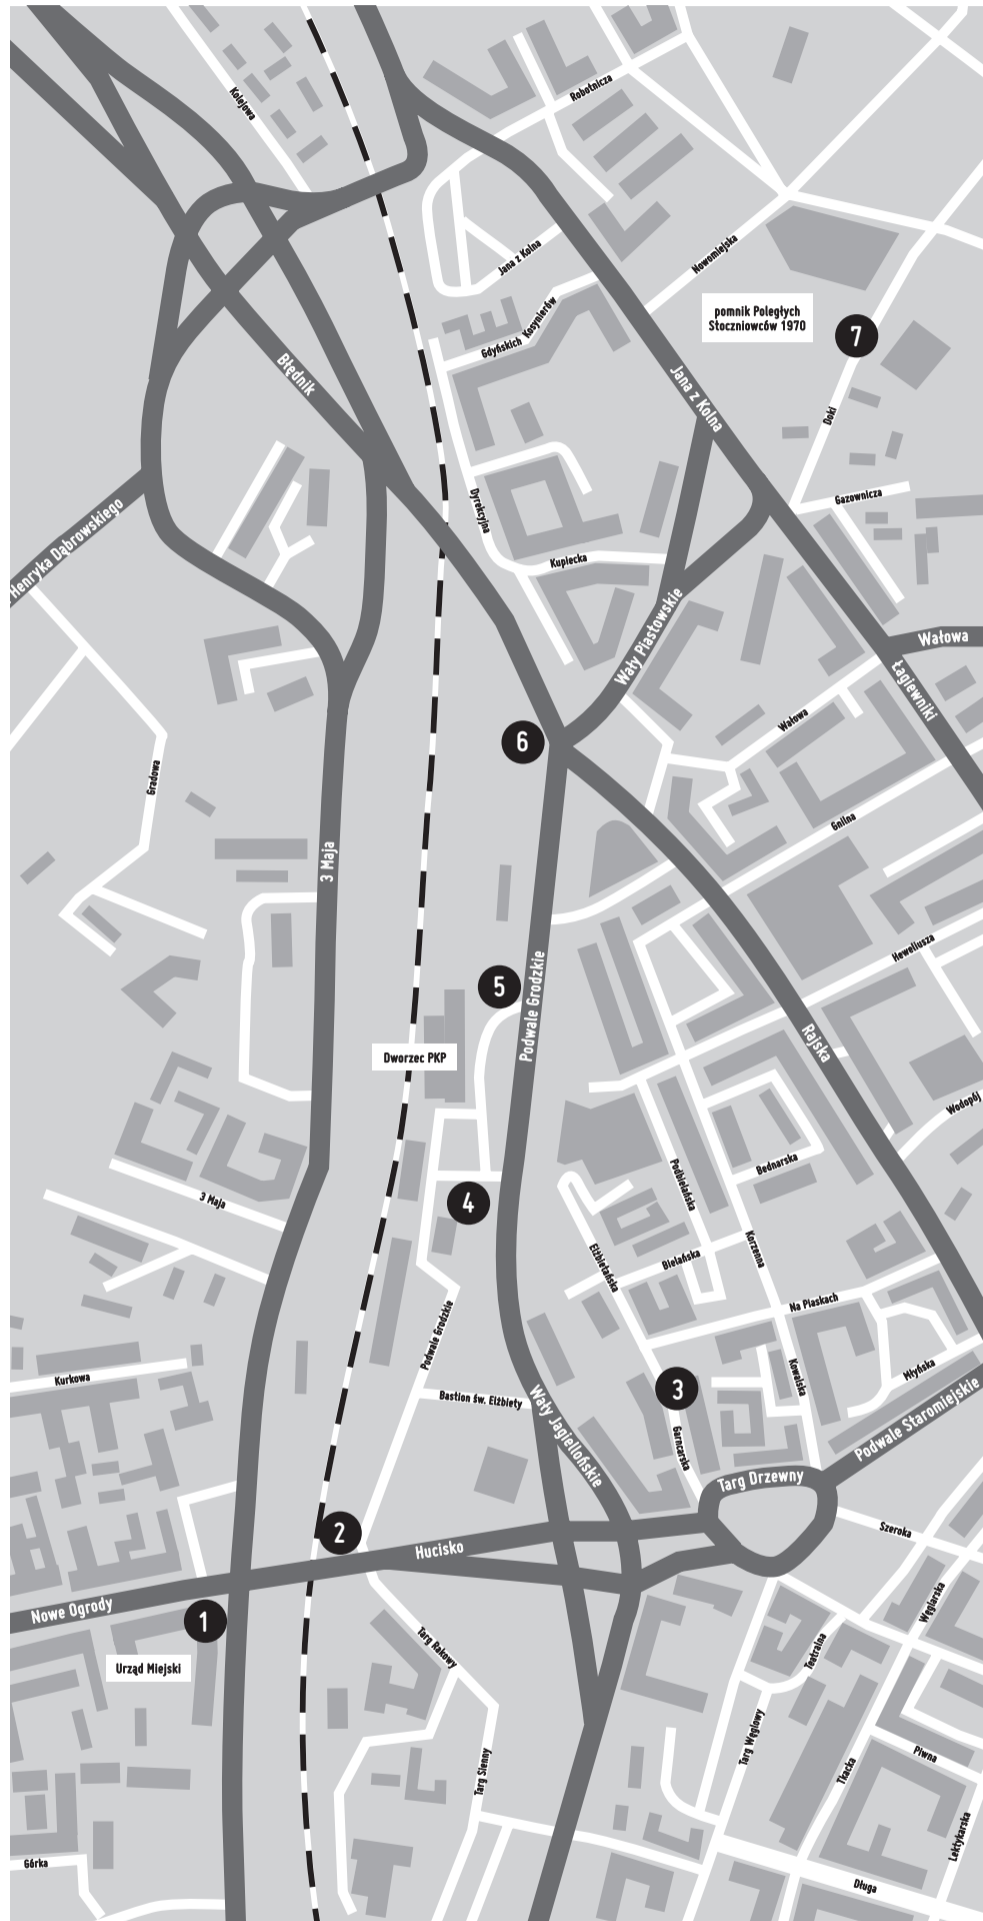 Kolejowa
Robotnicza
Jana z Kolna
Nowomiejska
pomnik Poległych
Stoczniowców 1970
7
Gdyńskich Kosynierów
Błędnik
Jana z Kolna
Doki
Dyrekcyjna
Gazownicza
Henryka Dąbrowskiego
Kupiecka
Wały Piastowskie
Wałowa
Łagiewniki
6
Wałowa
Gradowa
Gnilna
3 Maja
Heweliusza
5
Podwale Grodzkie
Rajska
Dworzec PKP
Wodopój
Bednarska
Podbielańska
3 Maja
4
Korzenna
Bielańska
Elżbietańska
Na Piaskach
Podwale Grodzkie
Kurkowa
Kowalska
Młyńska
3
Bastion św. Elżbiety
Wały Jagiellońskie
Garncarska
Podwale Staromiejskie
Targ Drzewny
2
Szeroka
Hucisko
Nowe Ogrody
1
Węglarska
Teatralna
Targ Rakowy
Urząd Miejski
Targ Węglowy
Piwna
Tkacka
Targ Sienny
Lektykarska
Górka
Długa